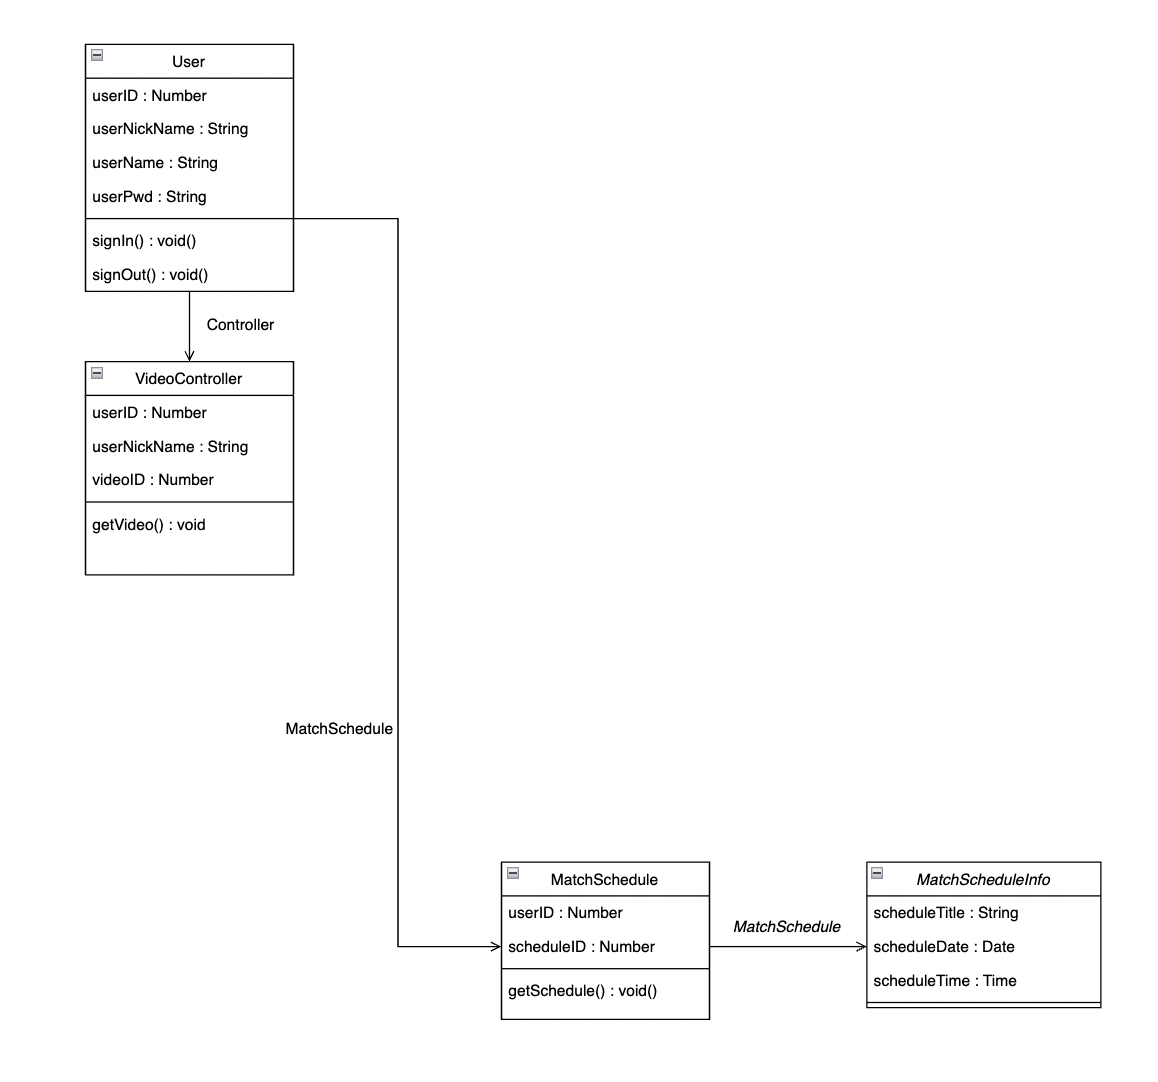 User
userID : Number
userNickName : String
userName : String
userPwd : String
signIn() : void()
signOut() : void()
Controller
VideoController
userID : Number
userNickName : String
videoID : Number
getVideo() : void
MatchSchedule
MatchSchedule
userID : Number
scheduleID : Number
getSchedule() : void()
MatchSchedule
MatchScheduleInfo
scheduleTitle : String
scheduleDate : Date
scheduleTime : Time